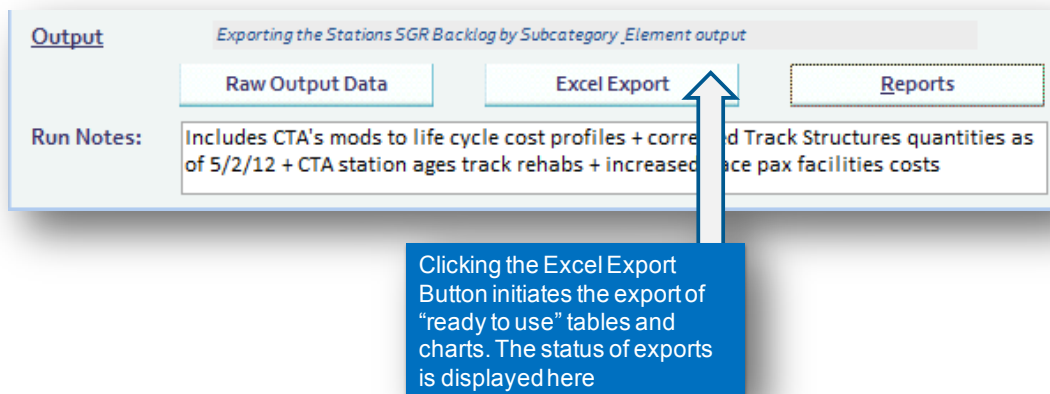 Output
Exporting the Stations SGR Backlog by Subcategory_Element output
Raw Output Data
Excel Export
Reports
Run Notes:
Includes CTA's mods to life cycle cost profiles + Track Structures quantities as
of 5/2/12 + CTA station ages track rehabs + increased pax facilities costs
Clicking the Excel Export
Button initiates the export of
“ready to use” tables and
charts. The status of exports
is displayed here